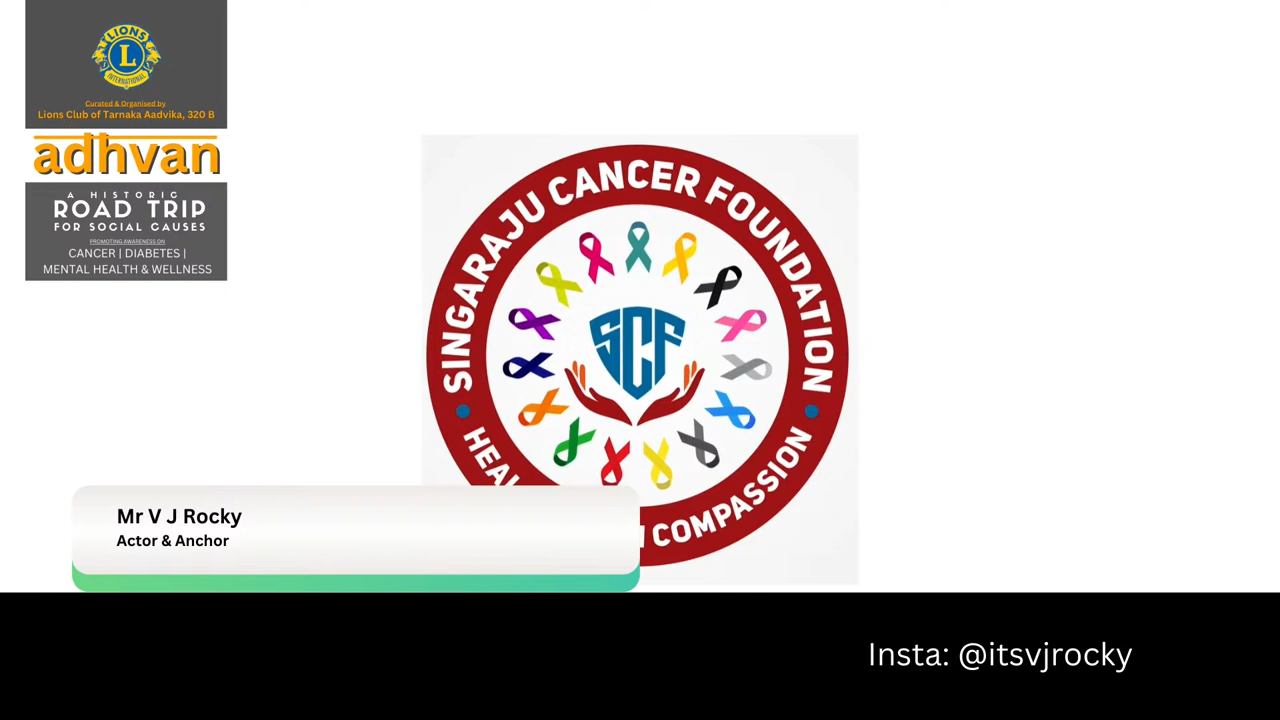 LIONS
L
INTERNATIONAL
Curated & Organised by
Lions Club of Tarnaka Aadvika, 320 B
adhvan
A HISTORIC
ROAD TRIP
FOR SOCIAL CAUSES
PROMOTING AWARENESS ON
CANCER | DIABETES |
MENTAL HEALTH & WELLNESS
SINGARAJU CANCER FOUNDATION
SCF
COMPASSION
Mr V J Rocky
Actor & Anchor
Insta: @itsvjrocky